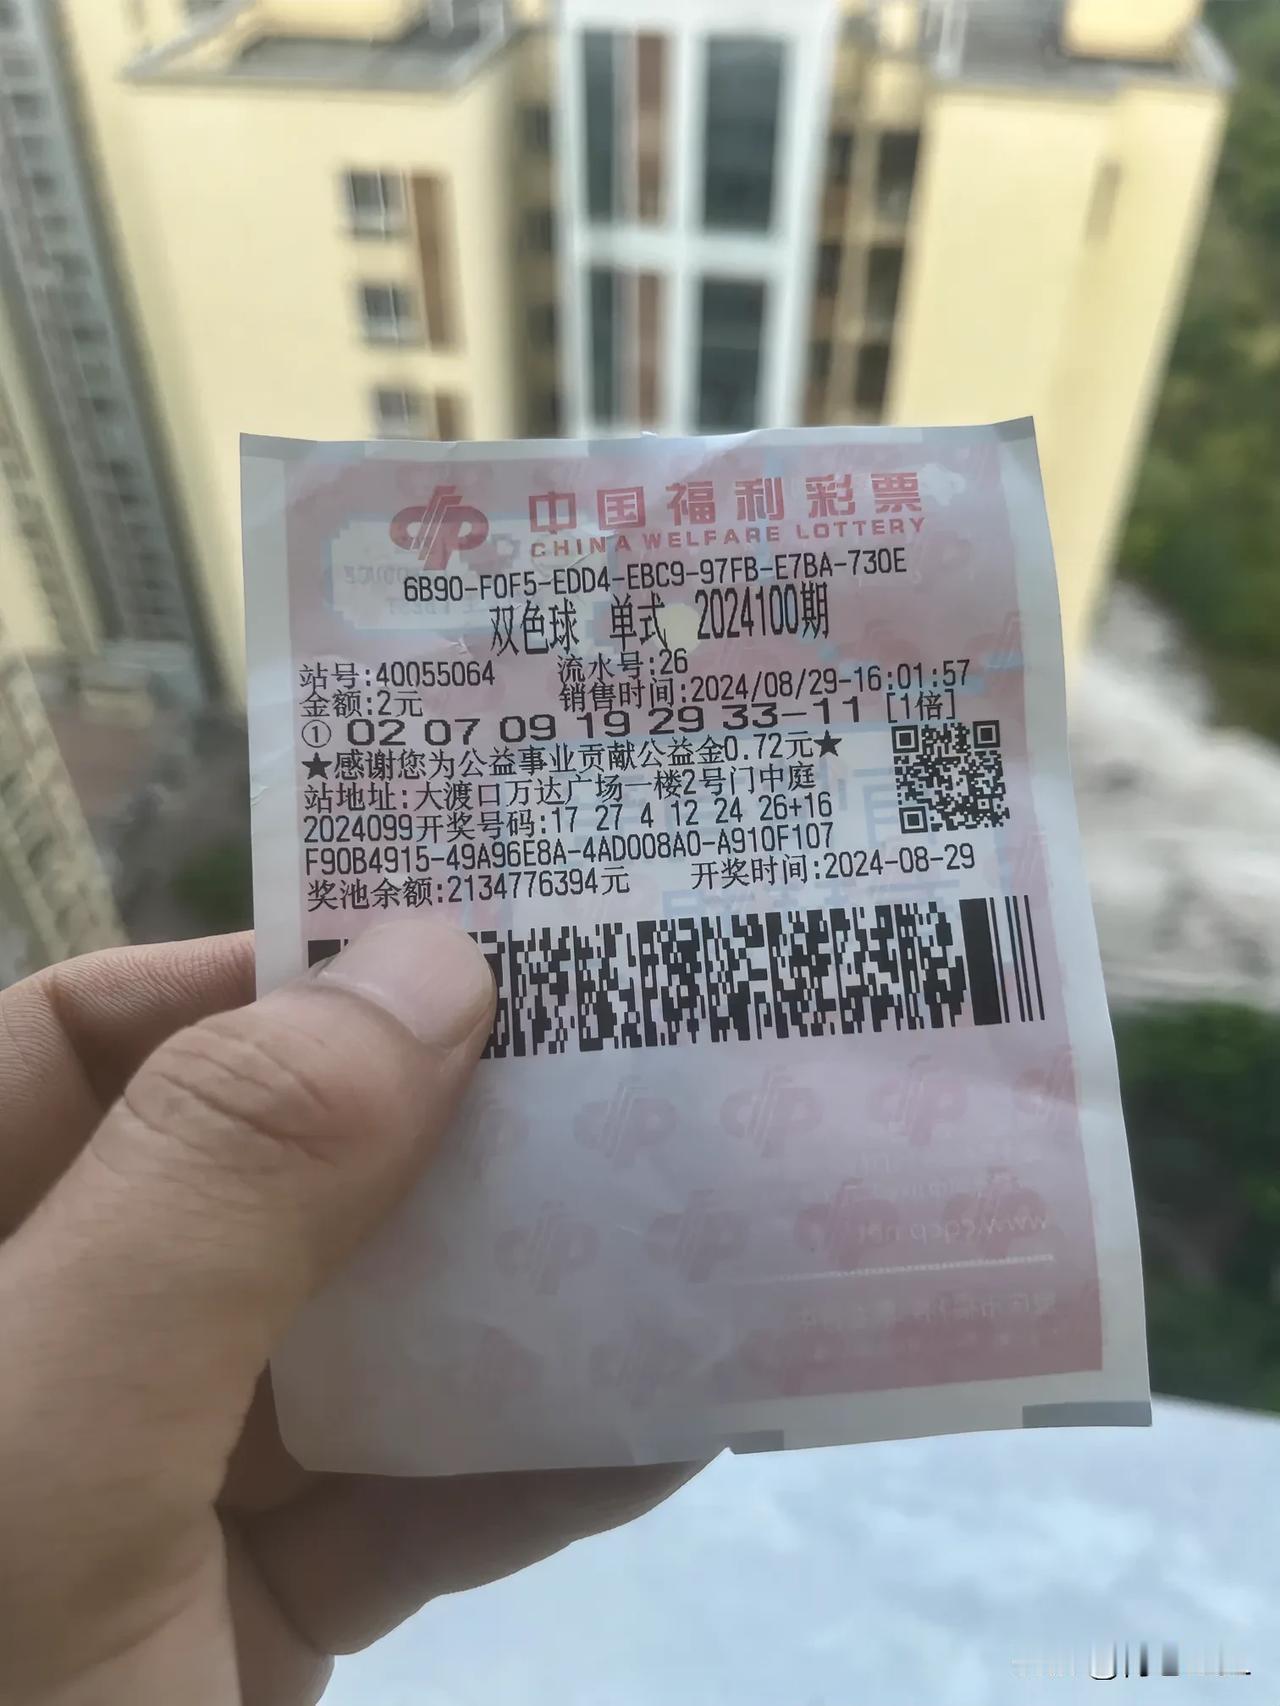 中国福利彩票
CHINA WELFARE LOTTERY
6B90-F0F5-EDD4-EBC9-97FB-E7BA-730E
双色球 单式 2024100期
站号:40055064 流水号:26
金额:2元 销售时间:2024/08/29-16:01:57
① 02 07 09 19 29 33-11 [1倍]
★感谢您为公益事业贡献公益金0.72元★
站地址:大渡口万达广场一楼2号门中庭
2024099开奖号码:17 27 4 12 24 26+16
F90B4915-49A96E8A-4AD008A0-A910F107
奖池余额:2134776394元 开奖时间:2024-08-29
www.cqcp.net